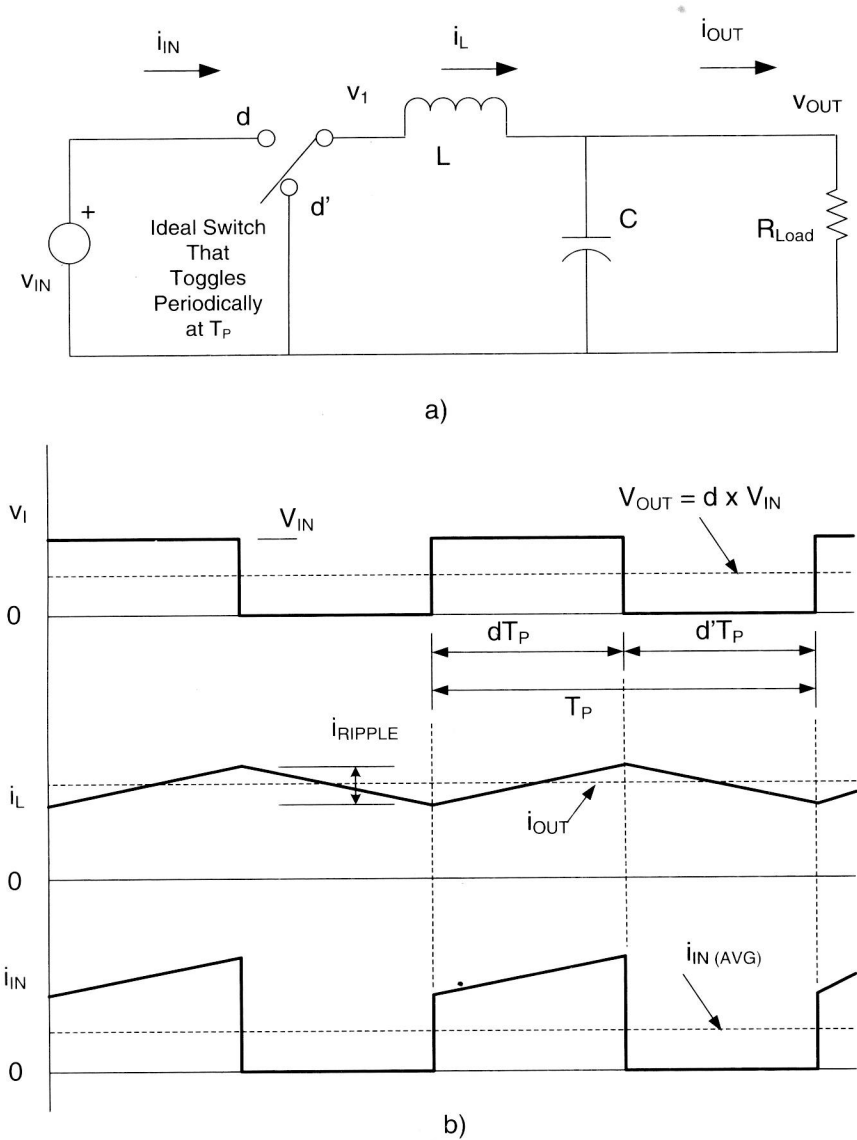 i_IN
i_L
i_OUT
v_1
v_OUT
d
L
+
d'
C
R_Load
v_IN
Ideal Switch
That
Toggles
Periodically
at T_P
a)
v_I
V_IN
V_OUT = d x V_IN
0
dT_P
d'T_P
T_P
i_RIPPLE
i_L
i_OUT
0
i_IN
i_IN (AVG)
0
b)